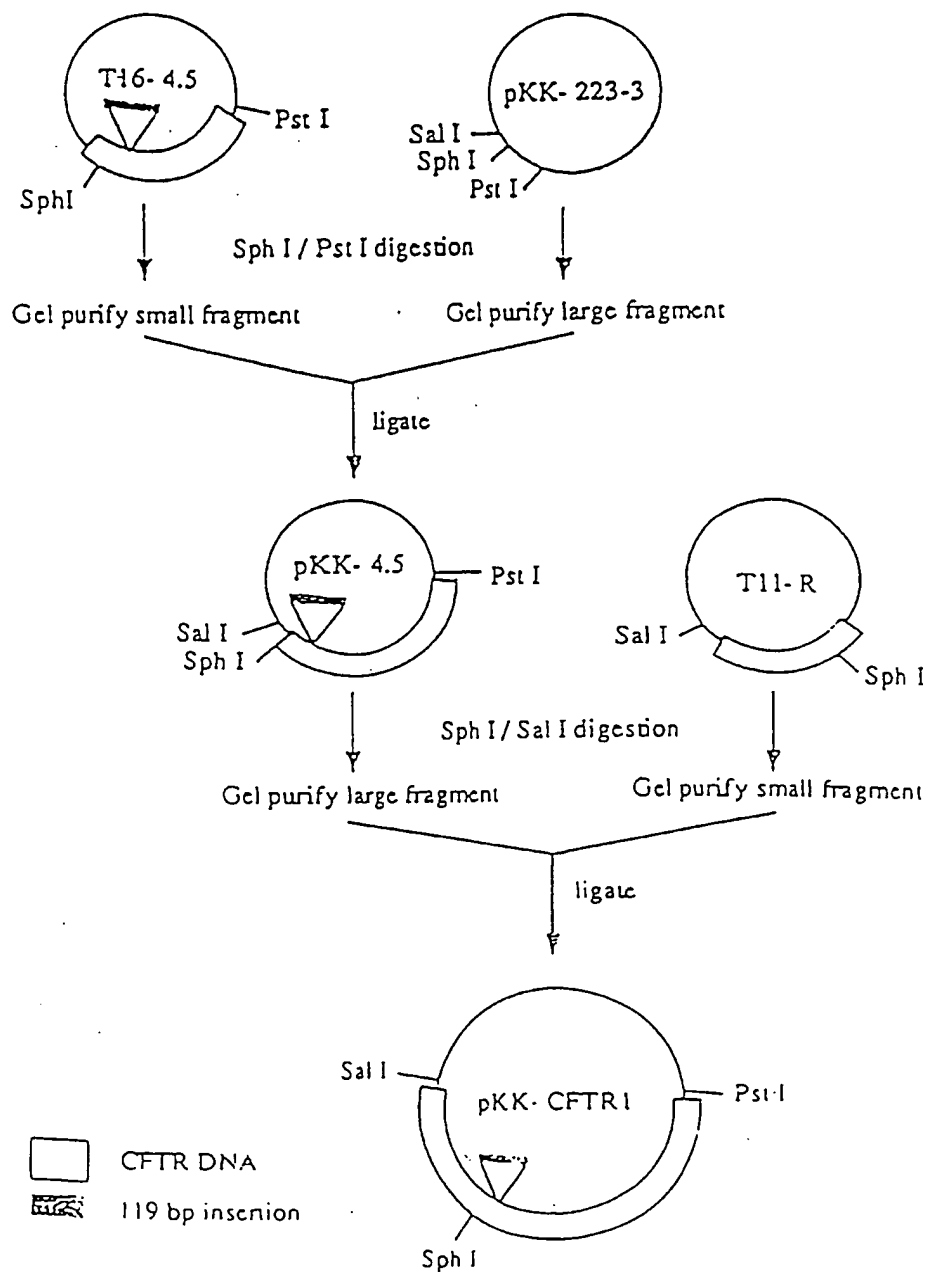 T16-4.5
pKK-223-3
Pst I
Sal I
Sph I
Pst I
SphI
Sph I / Pst I digestion
Gel purify small fragment
Gel purify large fragment
ligate
pKK-4.5
Pst I
T11-R
Sal I
Sph I
Sal I
Sph I
Sph I / Sal I digestion
Gel purify large fragment
Gel purify small fragment
ligate
Sal I
Pst I
pKK-CFTR1
CFTR DNA
119 bp insertion
Sph I